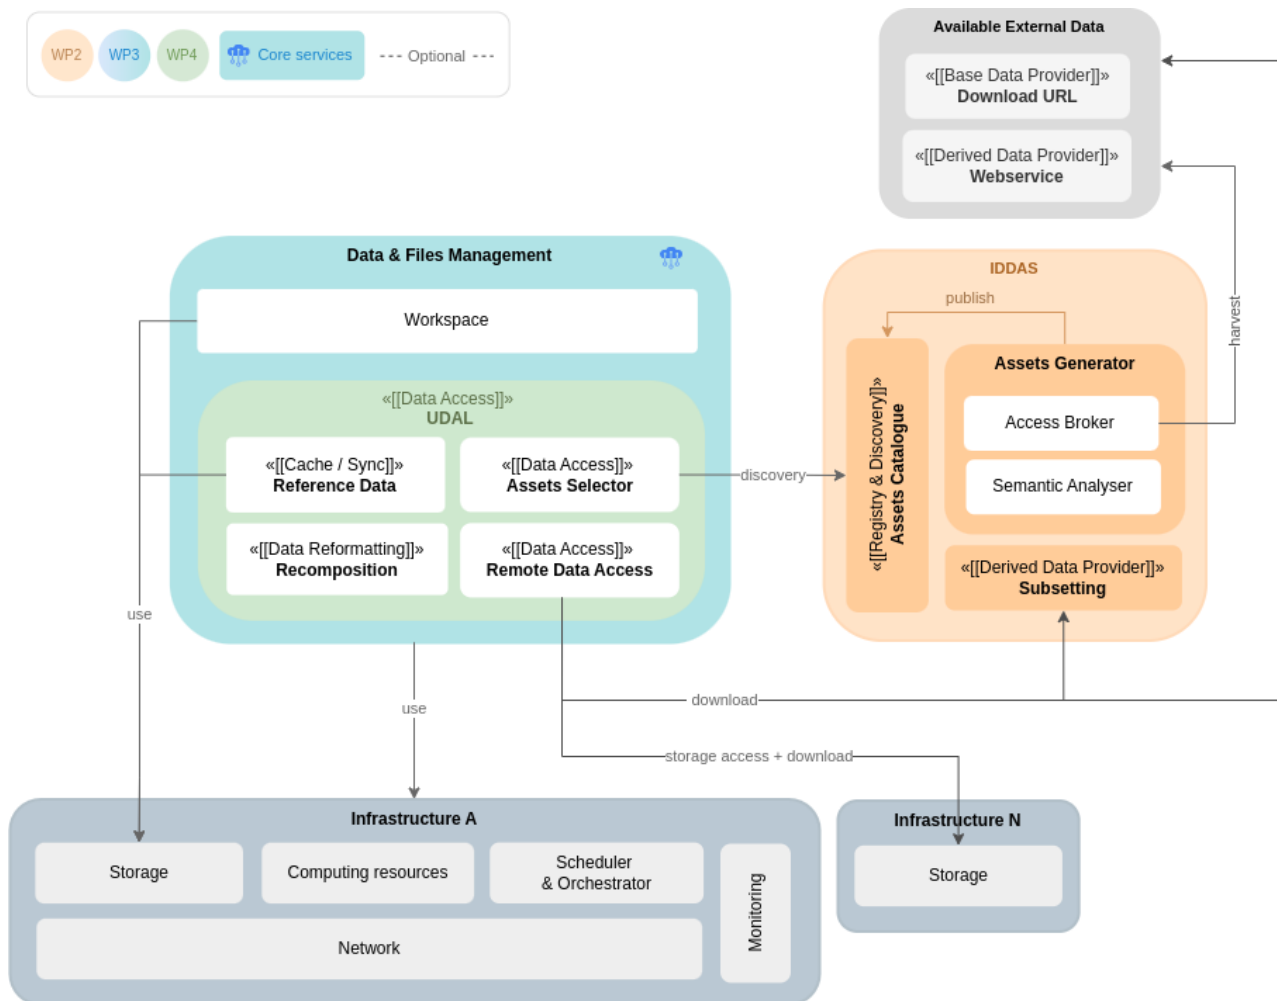 WP2
WP3
WP4
Core services
--- Optional ---
Available External Data
«[[Base Data Provider]]»
Download URL
«[[Derived Data Provider]]»
Webservice
harvest
Data & Files Management
Workspace
«[[Data Access]]»
UDAL
«[[Cache / Sync]]»
Reference Data
«[[Data Access]]»
Assets Selector
«[[Data Reformatting]]»
Recomposition
«[[Data Access]]»
Remote Data Access
discovery
IDDAS
publish
«[[Registry & Discovery]]»
Assets Catalogue
Assets Generator
Access Broker
Semantic Analyser
«[[Derived Data Provider]]»
Subsetting
use
use
download
storage access + download
Infrastructure A
Storage
Computing resources
Scheduler
& Orchestrator
Monitoring
Network
Infrastructure N
Storage